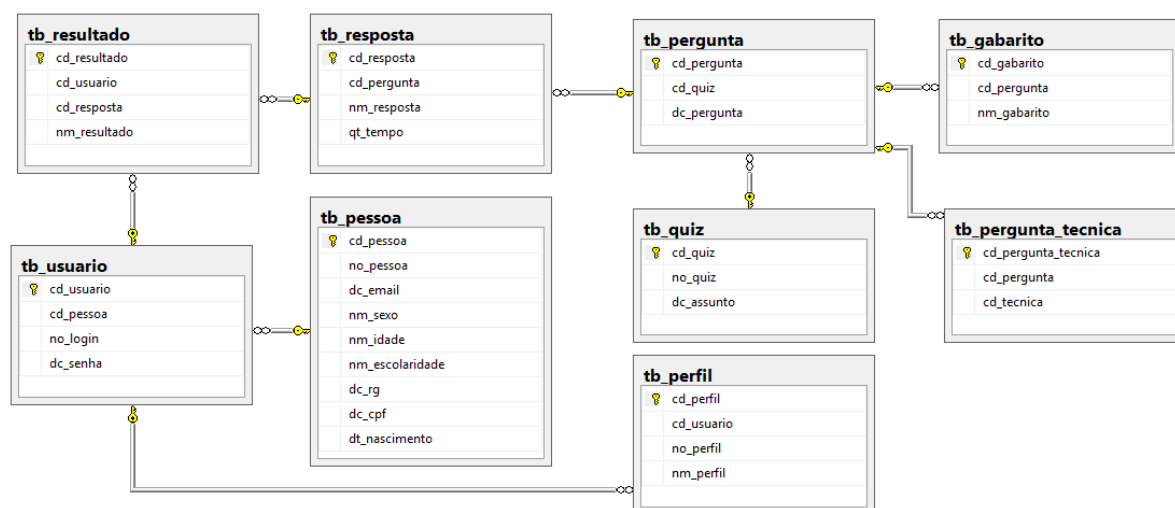 tb_resultado
cd_resultado
cd_usuario
cd_resposta
nm_resultado
tb_resposta
cd_resposta
cd_pergunta
nm_resposta
qt_tempo
tb_pergunta
cd_pergunta
cd_quiz
dc_pergunta
tb_gabarito
cd_gabarito
cd_pergunta
nm_gabarito
tb_usuario
cd_usuario
cd_pessoa
no_login
dc_senha
tb_pessoa
cd_pessoa
no_pessoa
dc_email
nm_sexo
nm_idade
nm_escolaridade
dc_rg
dc_cpf
dt_nascimento
tb_quiz
cd_quiz
no_quiz
dc_assunto
tb_pergunta_tecnica
cd_pergunta_tecnica
cd_pergunta
cd_tecnica
tb_perfil
cd_perfil
cd_usuario
no_perfil
nm_perfil